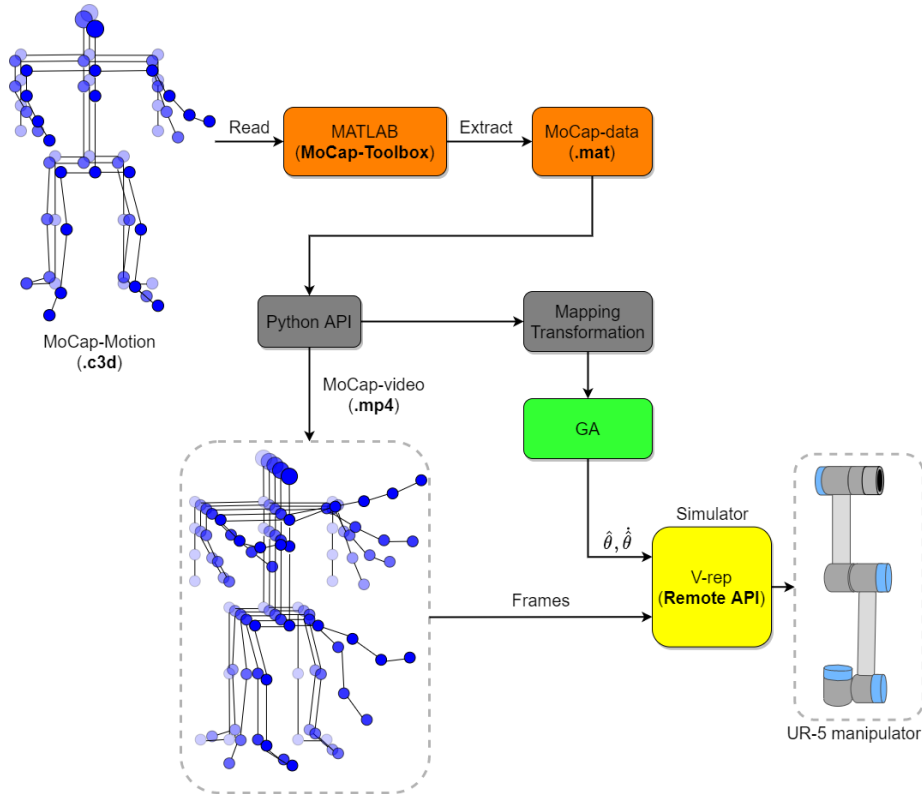 Read
MATLAB
(MoCap-Toolbox)
Extract
MoCap-data
(.mat)
MoCap-Motion
(.c3d)
Python API
Mapping
Transformation
MoCap-video
(.mp4)
GA
Simulator
θ̂, θ̂̇
V-rep
(Remote API)
Frames
UR-5 manipulator